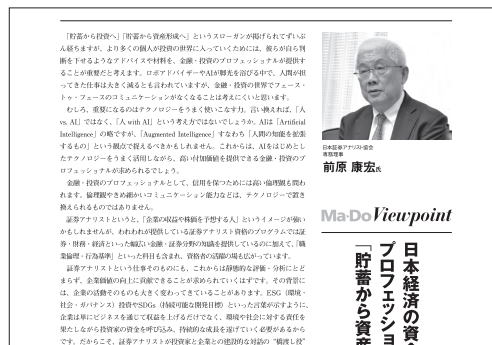 「貯蓄から投資へ」「貯蓄から資産形成へ」というスローガンが掲げられてずいぶ
ん経ちますが、より多くの個人が投資の世界に入っていくためには、彼らが自ら判
断を下せるようなアドバイスや材料を、金融・投資のプロフェッショナルが提供す
ることが重要だと考えます。ロボアドバイザーやAIが脚光を浴びる中で、人間が担
ってきた仕事は大きく減るとも言われていますが、金融・投資の世界でフェース・
トゥ・フェースのコミュニケーションがなくなることは考えにくいと思います。
むしろ、重要になるのはテクノロジーをうまく使いこなす力。言い換えれば、「人
vs. AI」ではなく、「人 with AI」という考え方ではないでしょうか。AIは「Artificial
Intelligence」の略ですが、「Augmented Intelligence」すなわち「人間の知能を拡張
するもの」という観点で捉えるべきかもしれません。これからは、AIをはじめとし
たテクノロジーをうまく活用しながら、高い付加価値を提供できる金融・投資のプ
ロフェッショナルが求められるでしょう。
金融・投資のプロフェッショナルとして、信用を保つためには高い倫理観も問わ
れます。倫理観やきめ細かいコミュニケーション能力などは、テクノロジーで置き
換えられるものではありません。
証券アナリストというと、「企業の収益や株価を予想する人」というイメージが強い
かもしれませんが、われわれが提供している証券アナリスト資格のプログラムでは証
券・財務・経済といった幅広い金融・証券分野の知識を提供しているのに加えて、「職
業倫理・行為基準」といった科目も含まれ、資格者の活躍の場も広がっています。
証券アナリストという仕事そのものにも、これからは静態的な評価・分析にとど
まらず、企業価値の向上に貢献できることが求められていくはずです。その背景に
は、企業の活動そのものも大きく変わってきていることがあります。ESG（環境・
社会・ガバナンス）投資やSDGs（持続可能な開発目標）といった言葉が示すように、
企業は単にビジネスを通じて収益を上げるだけでなく、環境や社会に対する責任を
果たしながら投資家の資金を呼び込み、持続的な成長を遂げていく必要があるから
です。だからこそ、証券アナリストが投資家と企業との建設的な対話の“橋渡し役”
日本証券アナリスト協会
専務理事
前原 康宏氏
Ma-Do Viewpoint
日本経済の資金
プロフェッショ
「貯蓄から資産